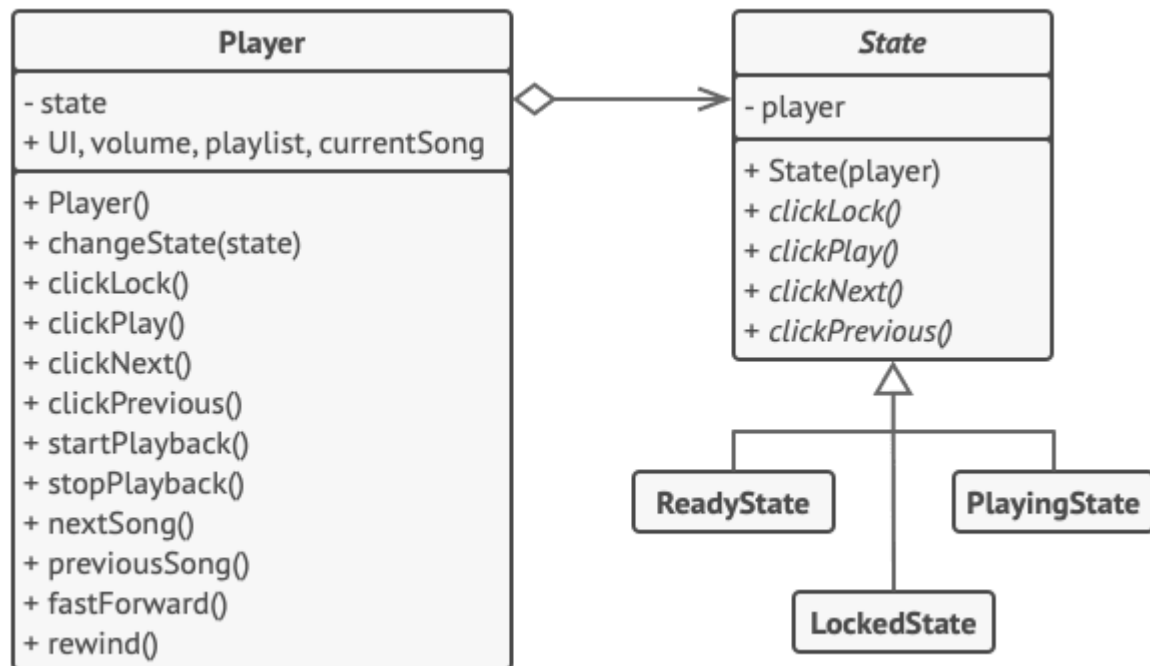 Player
- state
+ UI, volume, playlist, currentSong
+ Player()
+ changeState(state)
+ clickLock()
+ clickPlay()
+ clickNext()
+ clickPrevious()
+ startPlayback()
+ stopPlayback()
+ nextSong()
+ previousSong()
+ fastForward()
+ rewind()
State
- player
+ State(player)
+ clickLock()
+ clickPlay()
+ clickNext()
+ clickPrevious()
ReadyState
PlayingState
LockedState